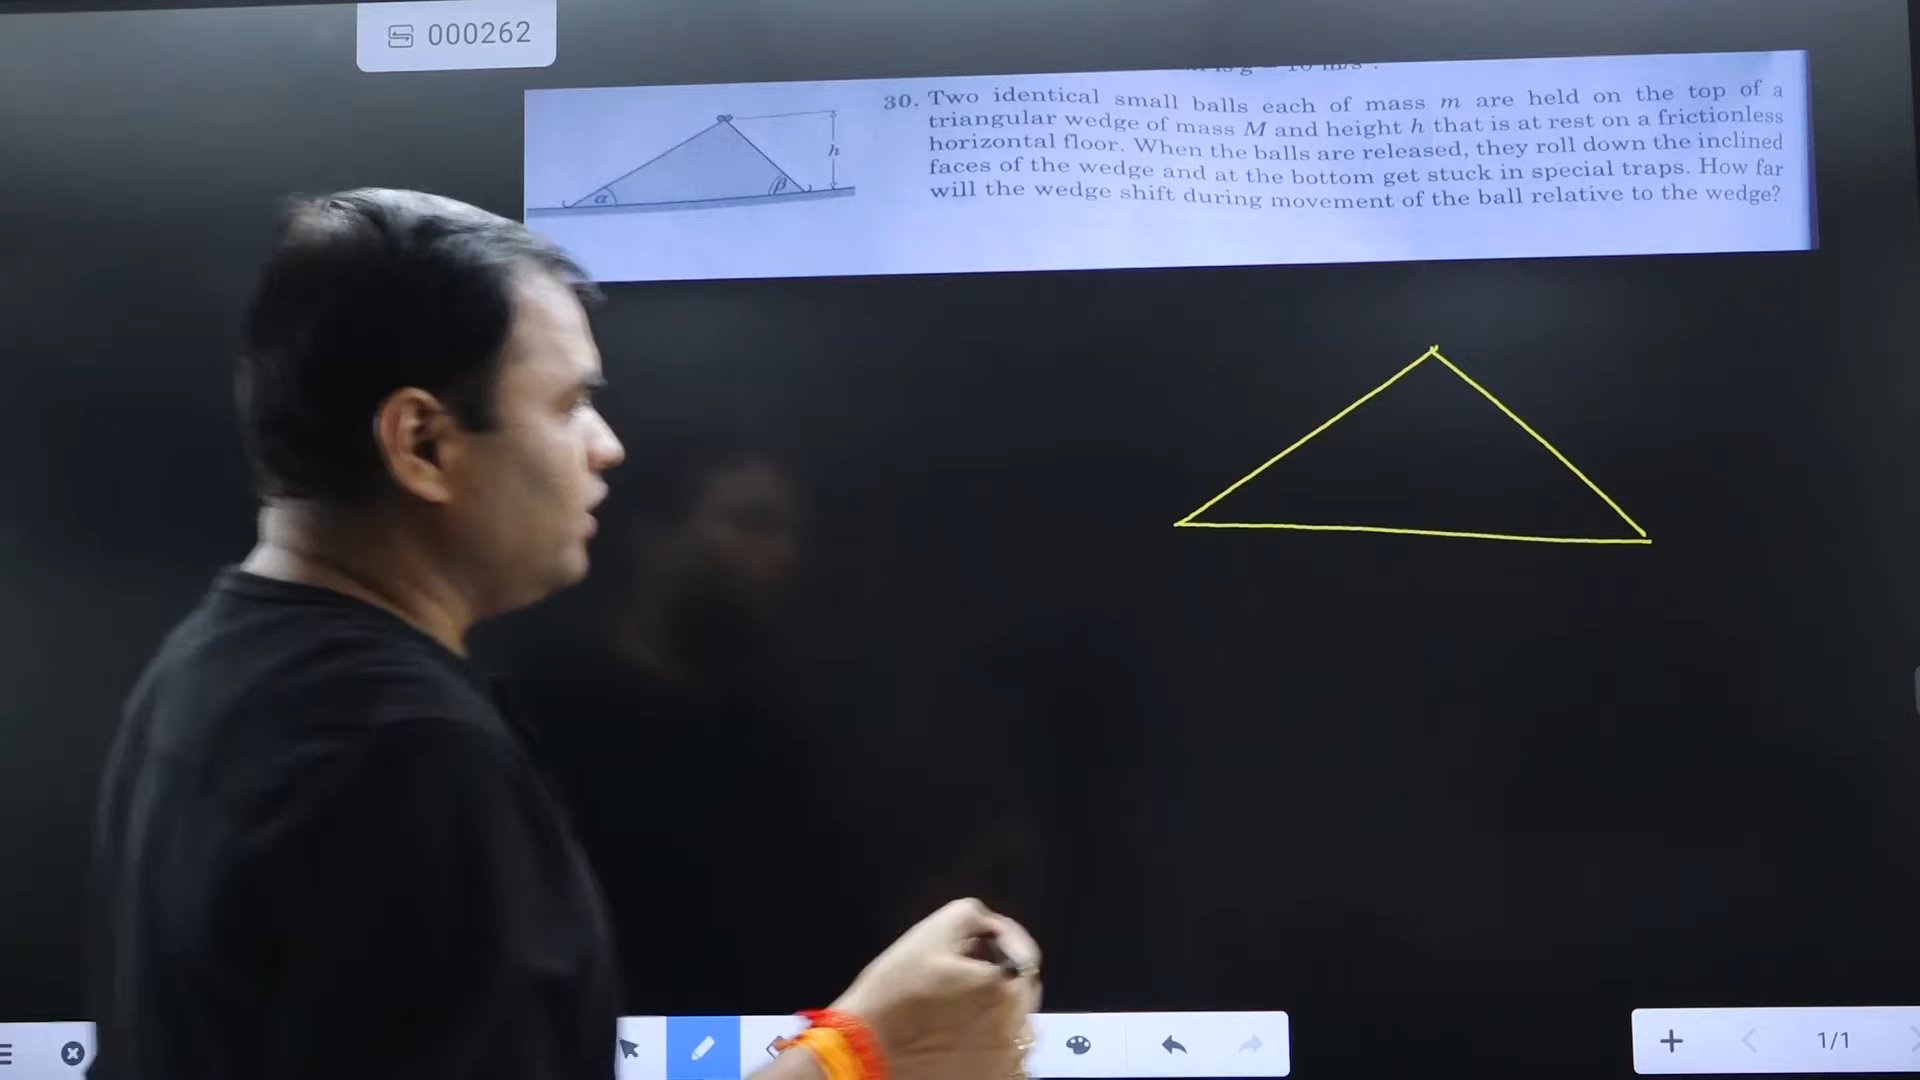 000262
30. Two identical small balls each of mass m are held on the top of a
triangular wedge of mass M and height h that is at rest on a frictionless
horizontal floor. When the balls are released, they roll down the inclined
faces of the wedge and at the bottom get stuck in special traps. How far
will the wedge shift during movement of the ball relative to the wedge?
h
α
β
1/1